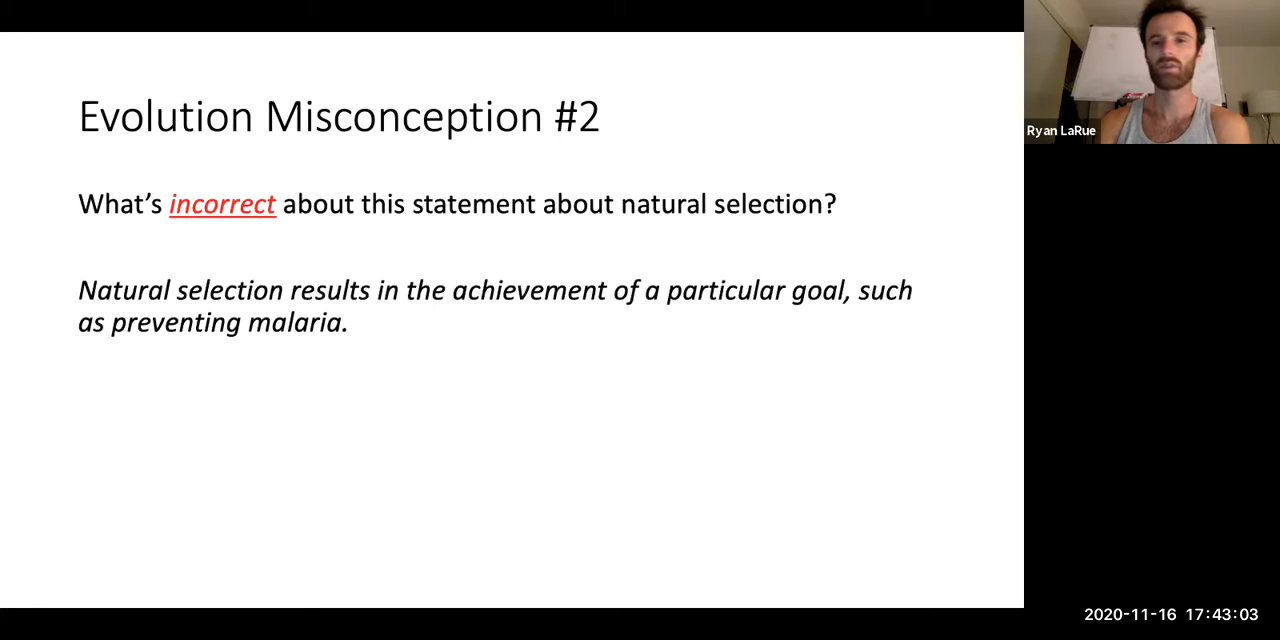 Evolution Misconception #2
What’s incorrect about this statement about natural selection?
Natural selection results in the achievement of a particular goal, such
as preventing malaria.
Ryan LaRue
2020-11-16 17:43:03